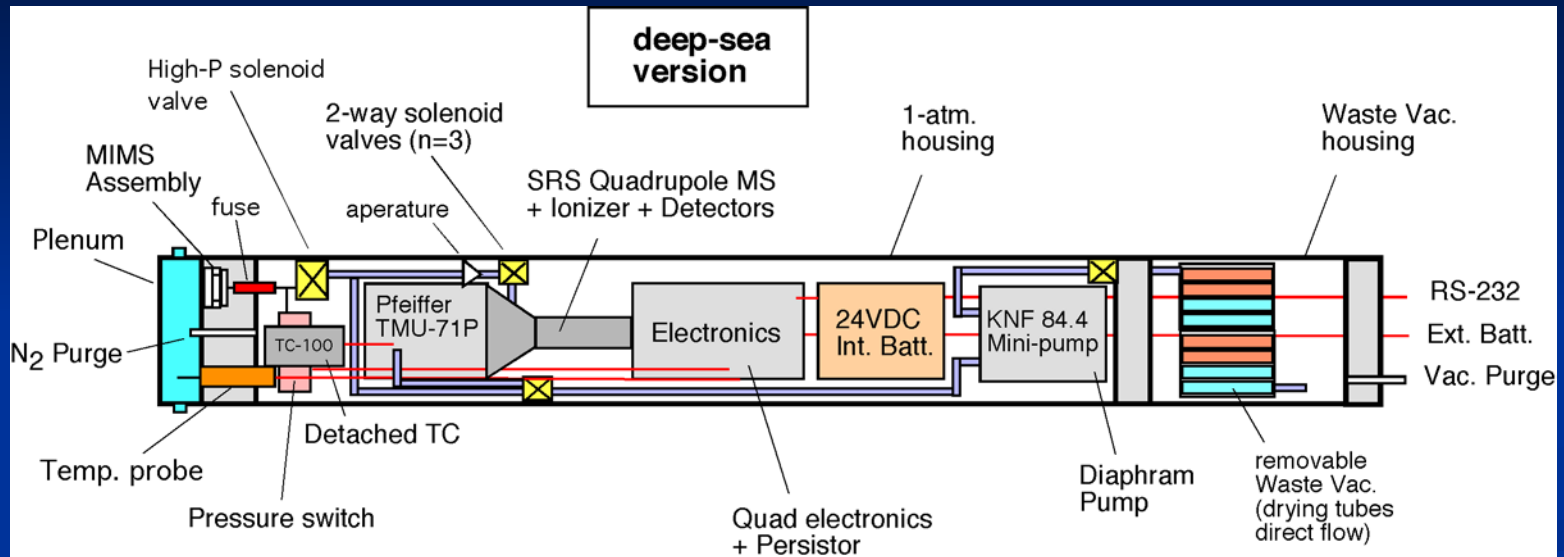 deep-sea
version
High-P solenoid
valve
2-way solenoid
valves (n=3)
1-atm.
housing
Waste Vac.
housing
MIMS
Assembly
SRS Quadrupole MS
+ Ionizer + Detectors
fuse
aperature
Plenum
Pfeiffer
TMU-71P
Electronics
24VDC
Int. Batt.
KNF 84.4
Mini-pump
RS-232
Ext. Batt.
Vac. Purge
TC-100
N2 Purge
Detached TC
Temp. probe
Pressure switch
Quad electronics
+ Persistor
Diaphram
Pump
removable
Waste Vac.
(drying tubes
direct flow)